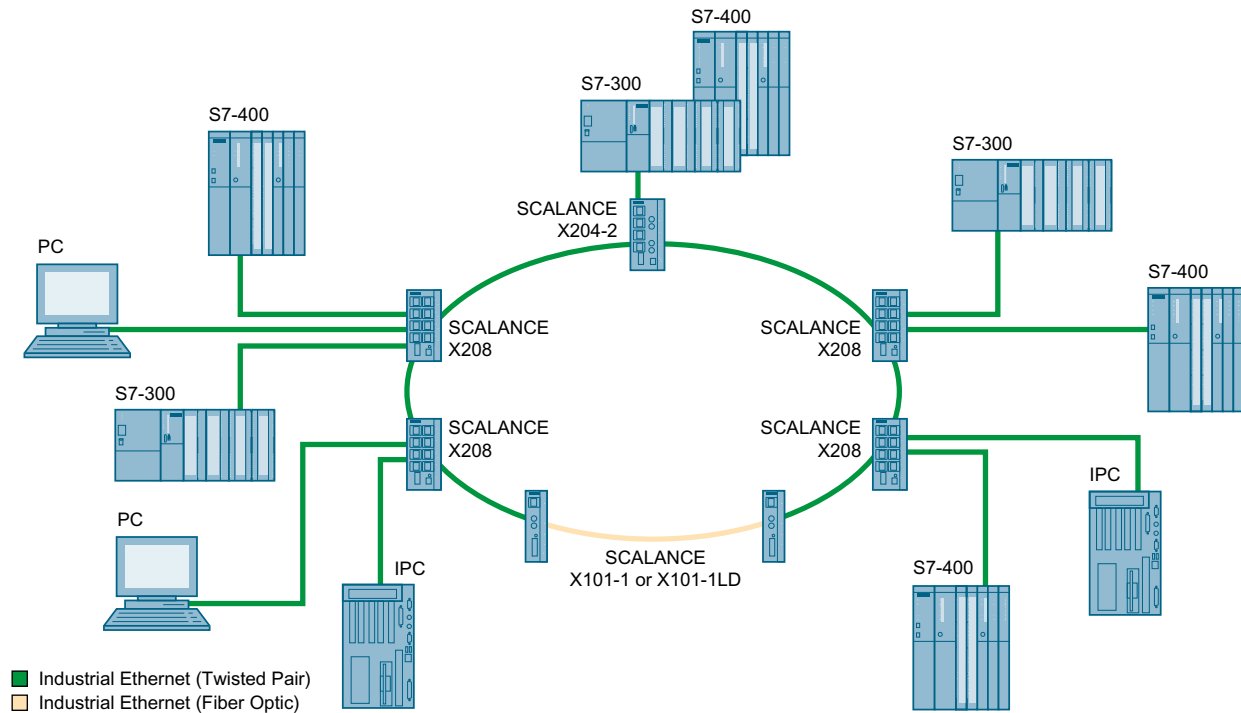 S7-400
S7-300
S7-400
S7-300
SCALANCE
X204-2
PC
S7-400
SCALANCE
X208
SCALANCE
X208
S7-300
SCALANCE
X208
SCALANCE
X208
IPC
PC
SCALANCE
X101-1 or X101-1LD
IPC
S7-400
Industrial Ethernet (Twisted Pair)
Industrial Ethernet (Fiber Optic)